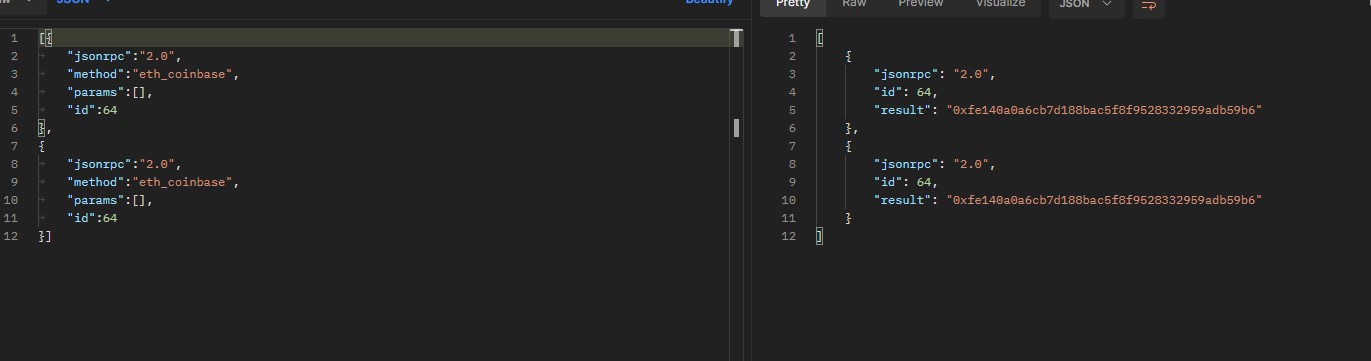 JSON
Beautify
1 [{
2 "jsonrpc":"2.0",
3 "method":"eth_coinbase",
4 "params":[],
5 "id":64
6 },
7 {
8 "jsonrpc":"2.0",
9 "method":"eth_coinbase",
10 "params":[],
11 "id":64
12 }]
Pretty Raw Preview Visualize JSON
1 [
2 {
3 "jsonrpc": "2.0",
4 "id": 64,
5 "result": "0xfe140a0a6cb7d188bac5f8f9528332959adb59b6"
6 },
7 {
8 "jsonrpc": "2.0",
9 "id": 64,
10 "result": "0xfe140a0a6cb7d188bac5f8f9528332959adb59b6"
11 }
12 ]